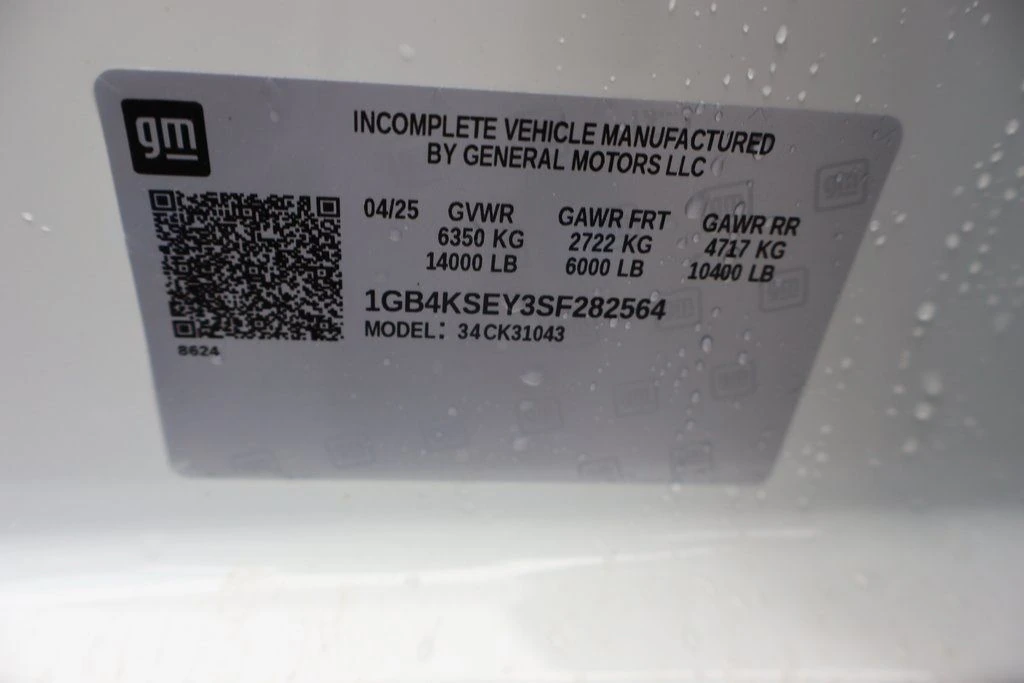 gm
INCOMPLETE VEHICLE MANUFACTURED
BY GENERAL MOTORS LLC
04/25 GVWR GAWR FRT GAWR RR
6350 KG 2722 KG 4717 KG
14000 LB 6000 LB 10400 LB
1GB4KSEY3SF282564
MODEL: 34CK31043
8624